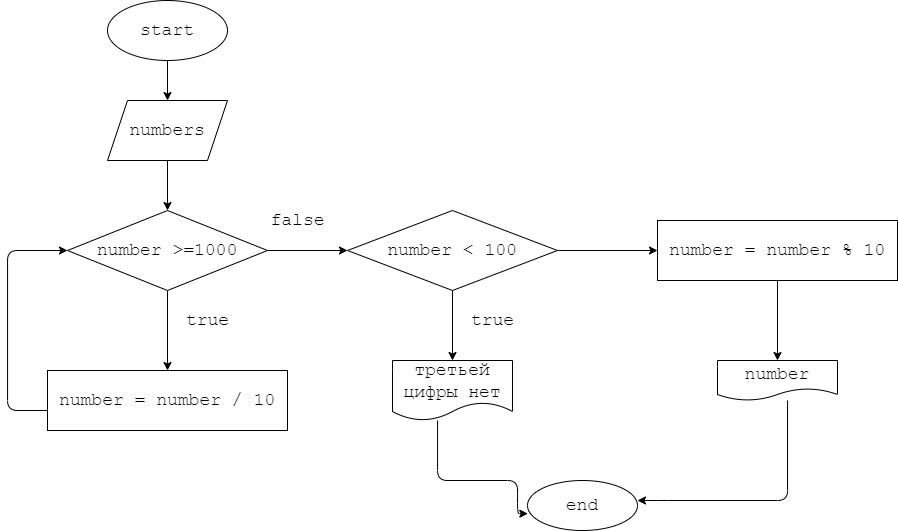 start
numbers
false
number >=1000
number < 100
number = number % 10
true
true
третьей
цифры нет
number
number = number / 10
end